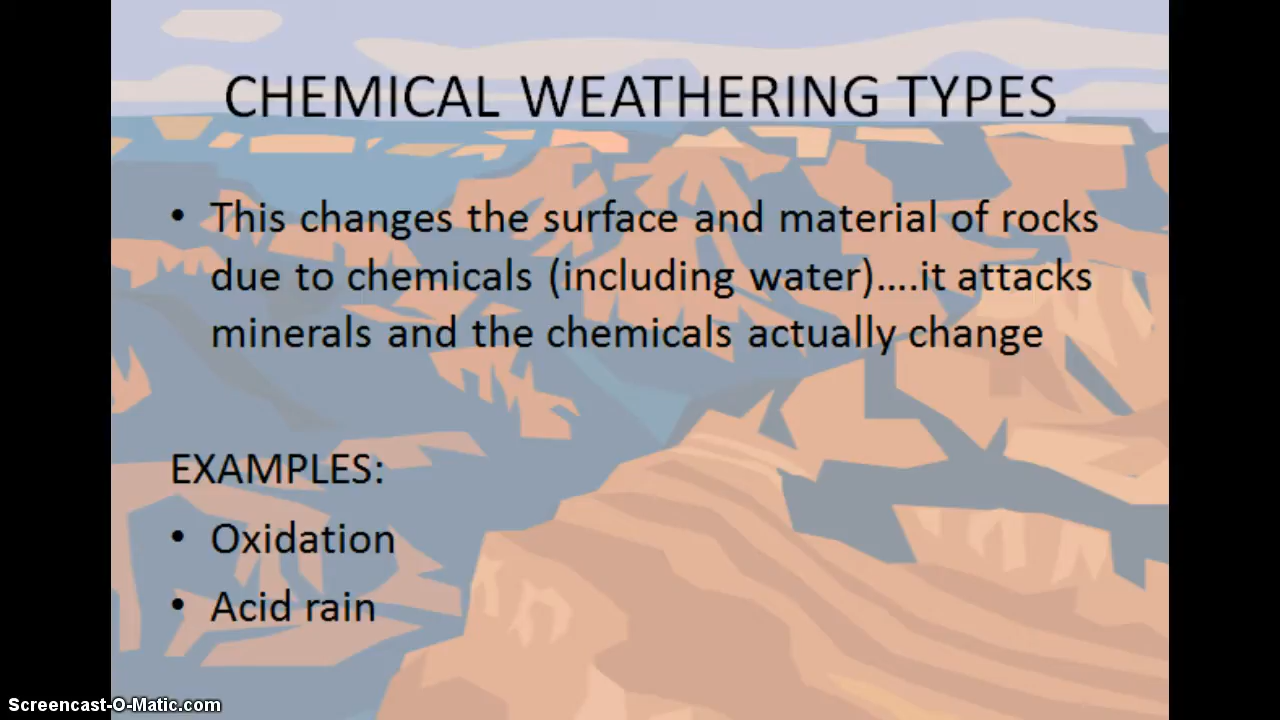 CHEMICAL WEATHERING TYPES
• This changes the surface and material of rocks
due to chemicals (including water)....it attacks
minerals and the chemicals actually change
EXAMPLES:
• Oxidation
• Acid rain
Screencast-O-Matic.com